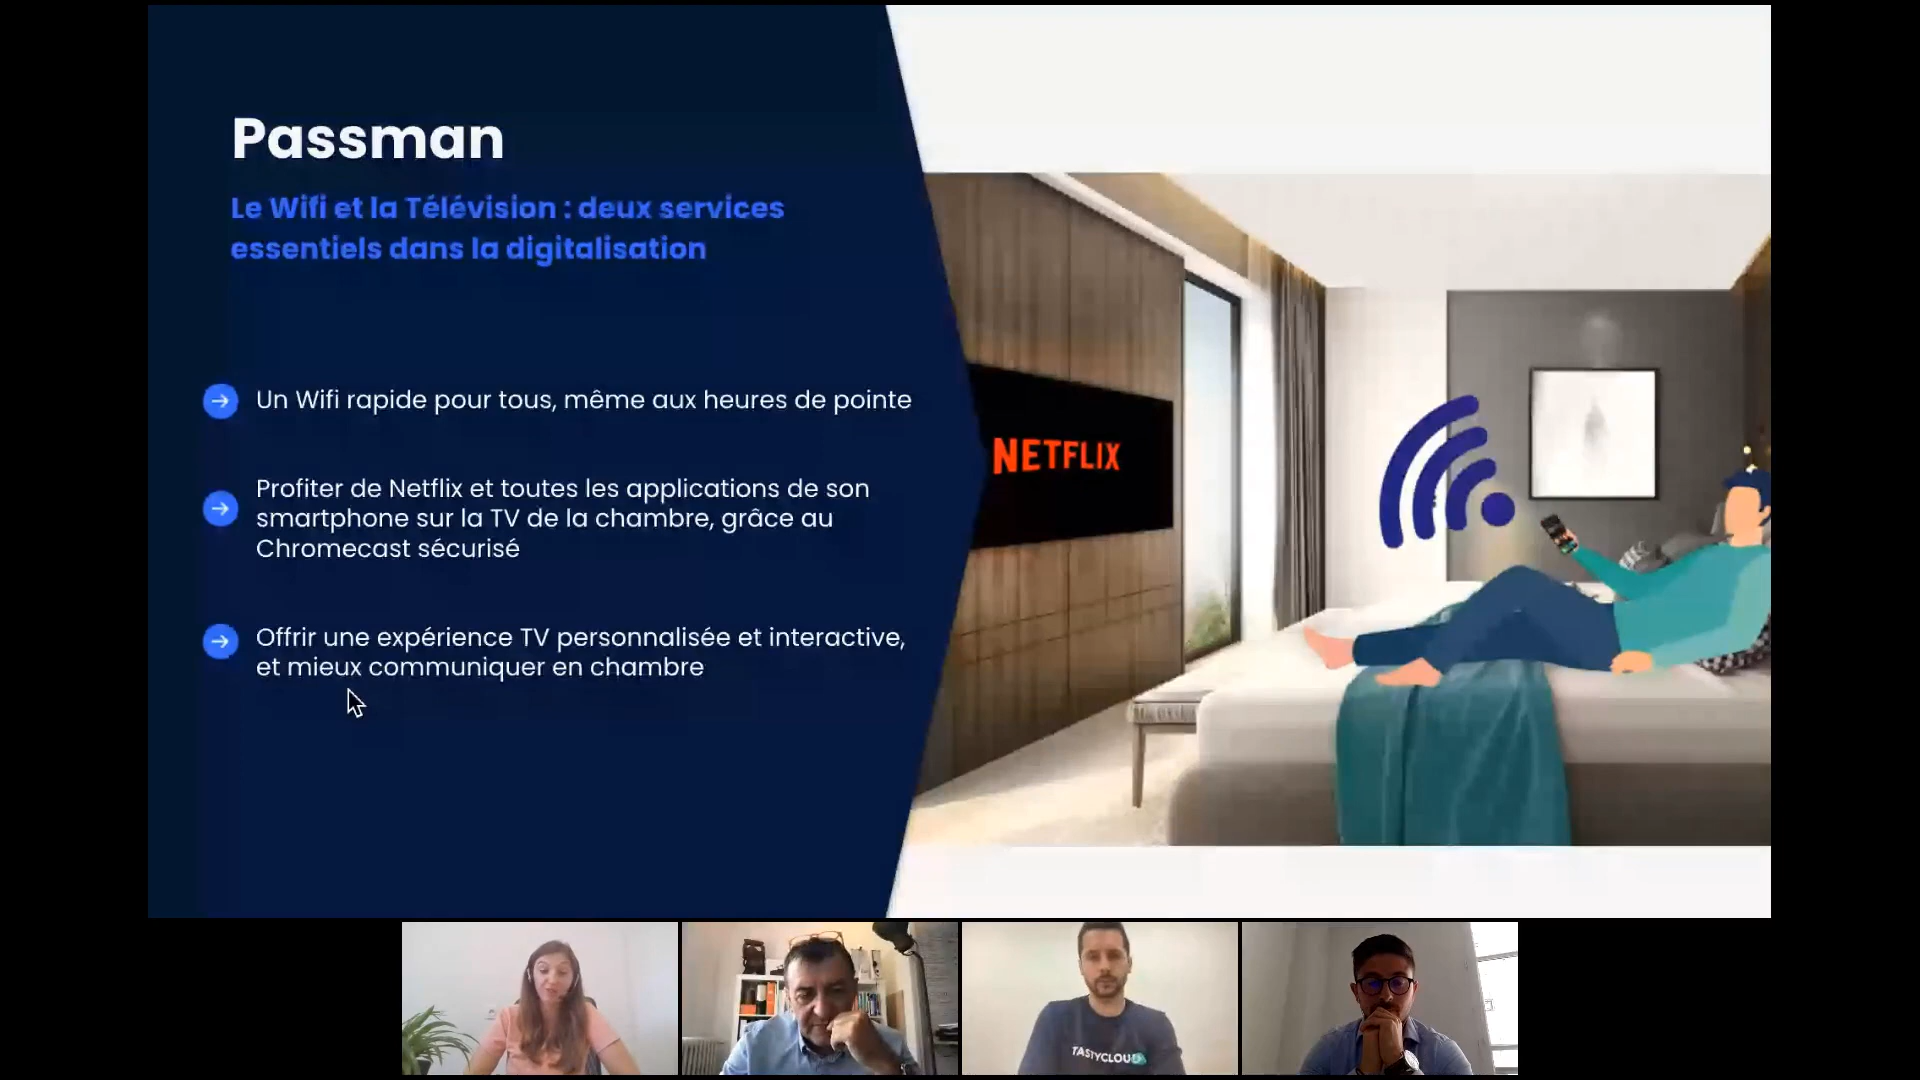 Passman
Le Wifi et la Télévision : deux services
essentiels dans la digitalisation
Un Wifi rapide pour tous, même aux heures de pointe
Profiter de Netflix et toutes les applications de son
smartphone sur la TV de la chambre, grâce au
Chromecast sécurisé
Offrir une expérience TV personnalisée et interactive,
et mieux communiquer en chambre
NETFLIX
TASTYCLOUD